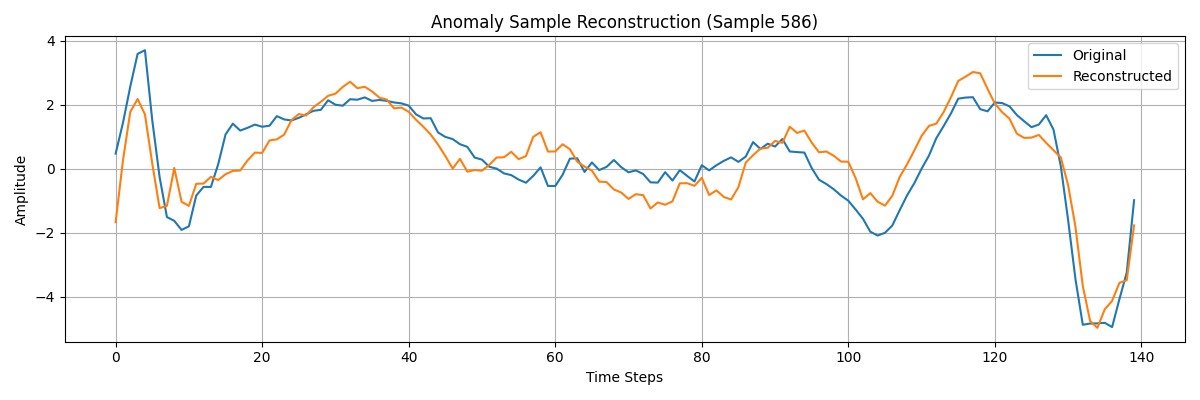 Anomaly Sample Reconstruction (Sample 586)
Original
Reconstructed
Amplitude
4
2
0
−2
−4
0 20 40 60 80 100 120 140
Time Steps